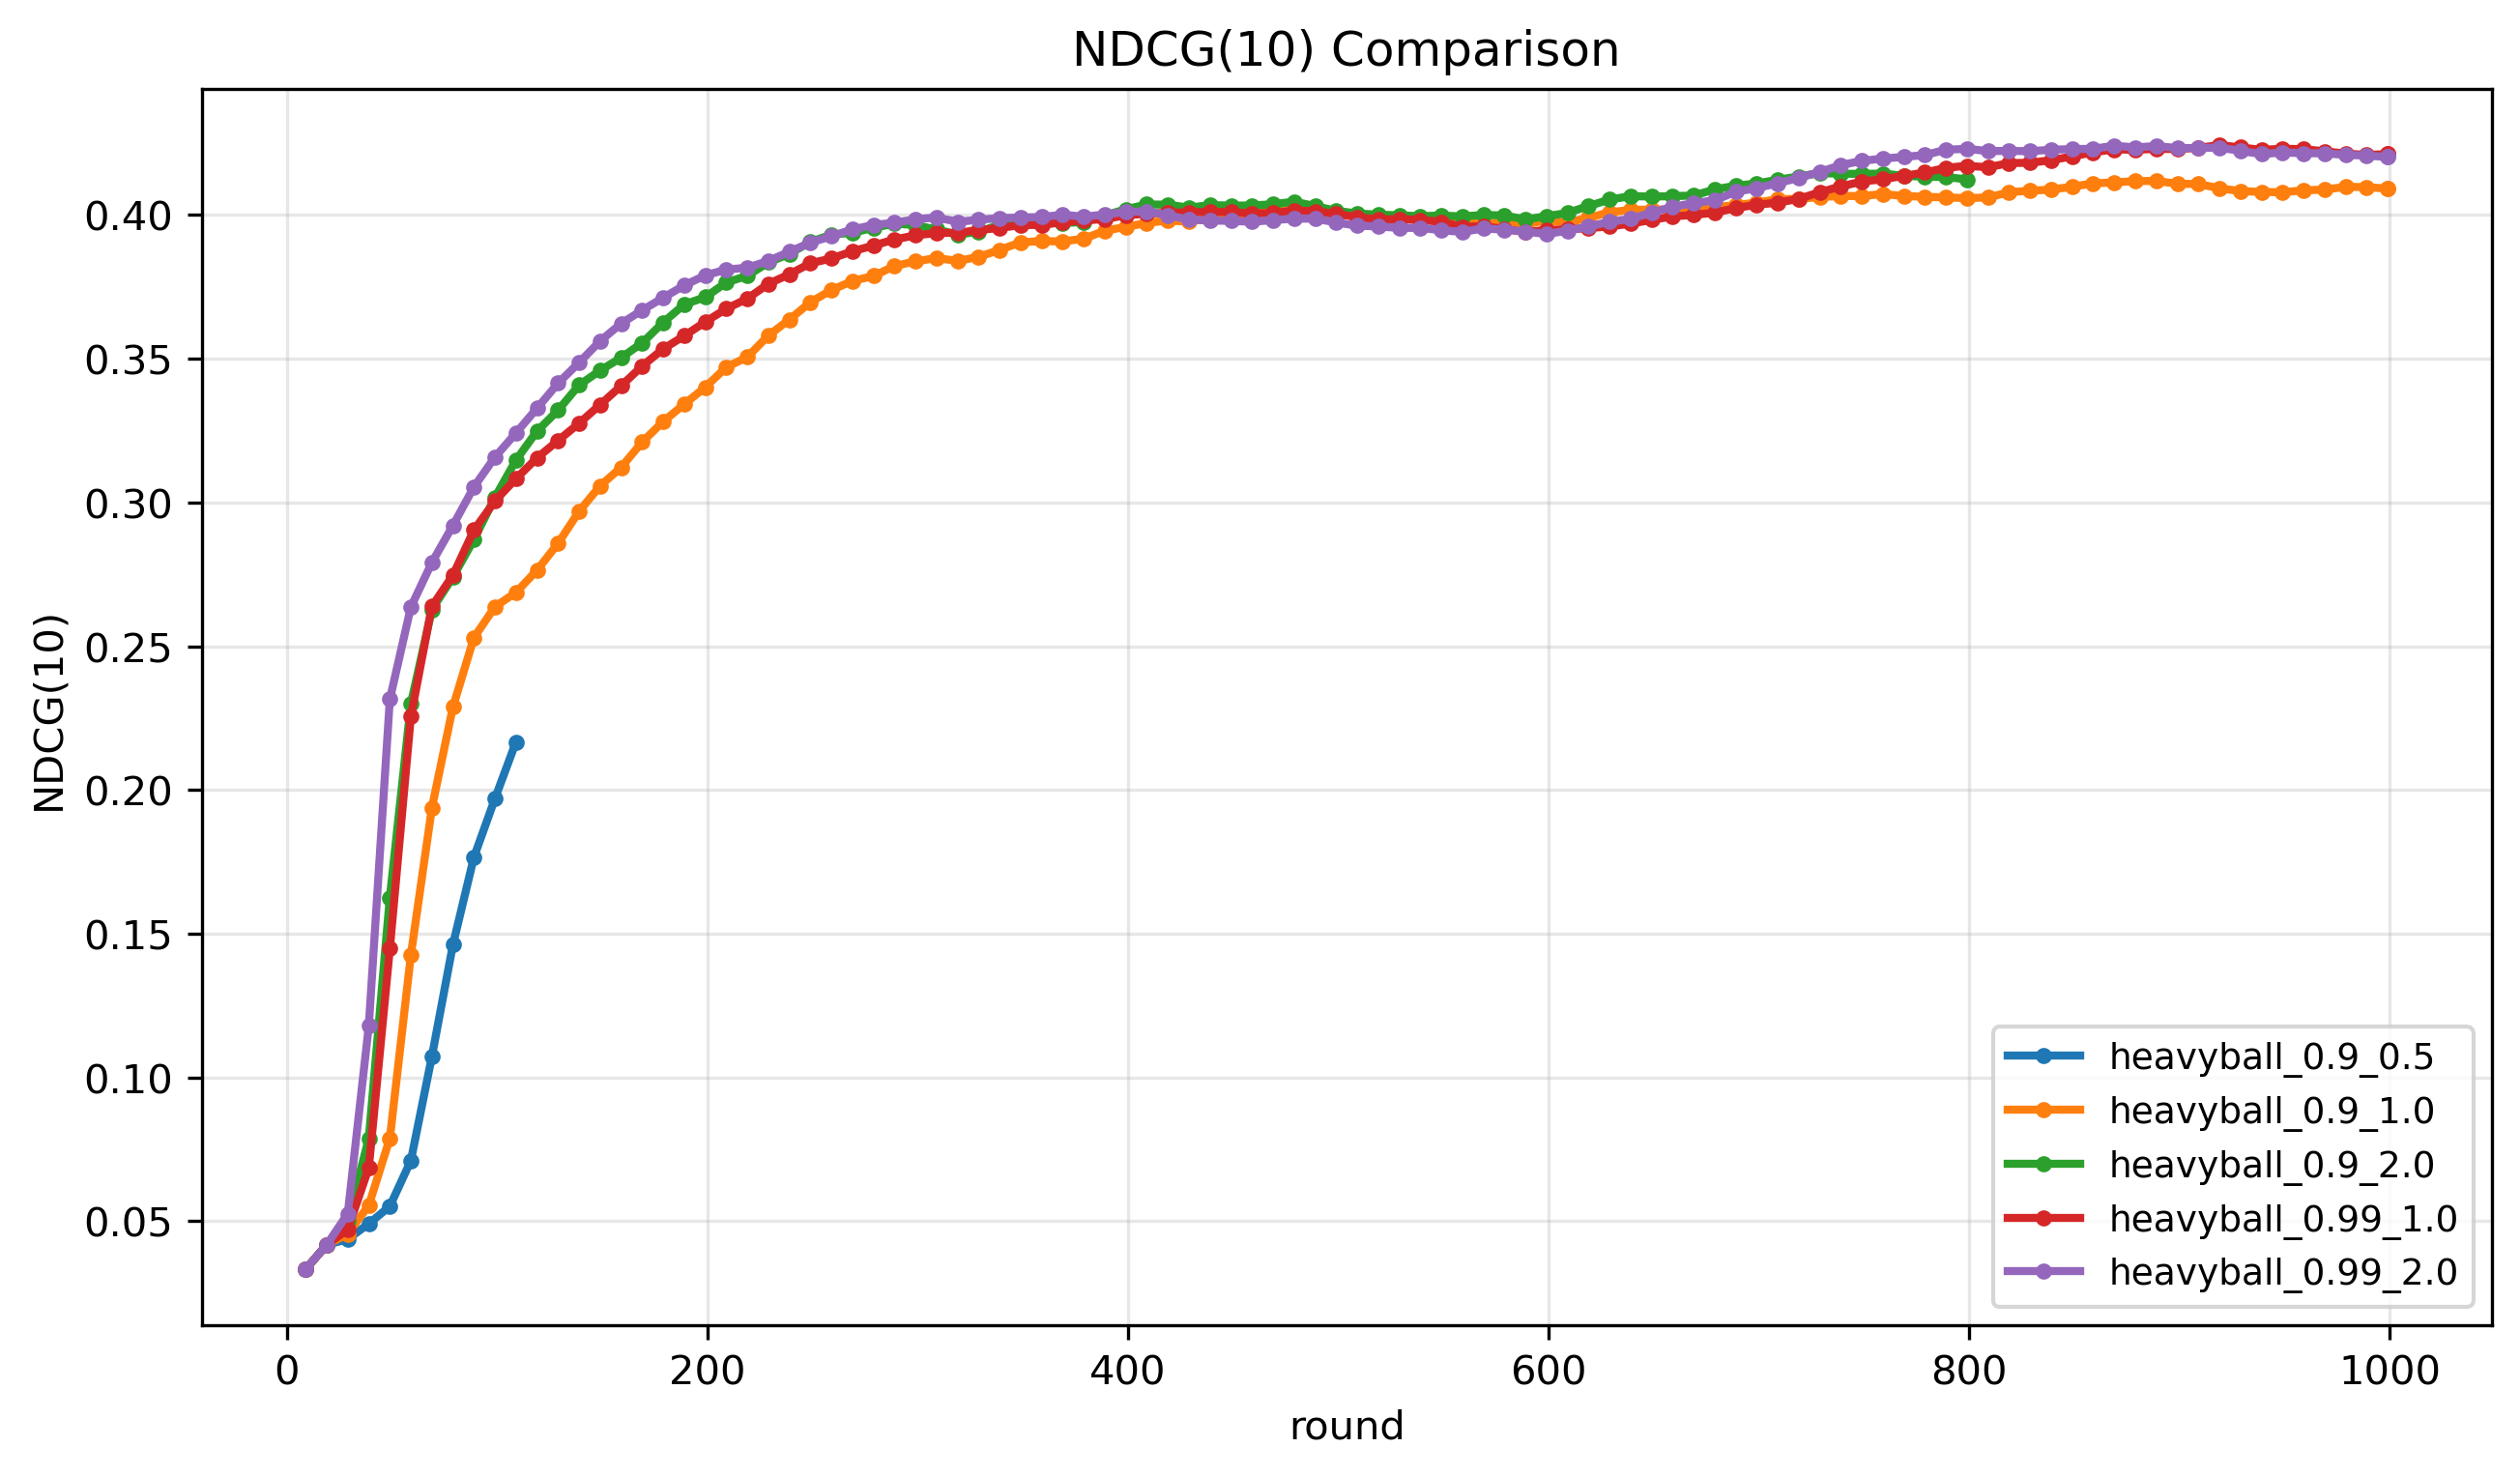 NDCG(10) Comparison
NDCG(10)
0.40
0.35
0.30
0.25
0.20
0.15
0.10
0.05
0
200
400
600
800
1000
round
heavyball_0.9_0.5
heavyball_0.9_1.0
heavyball_0.9_2.0
heavyball_0.99_1.0
heavyball_0.99_2.0